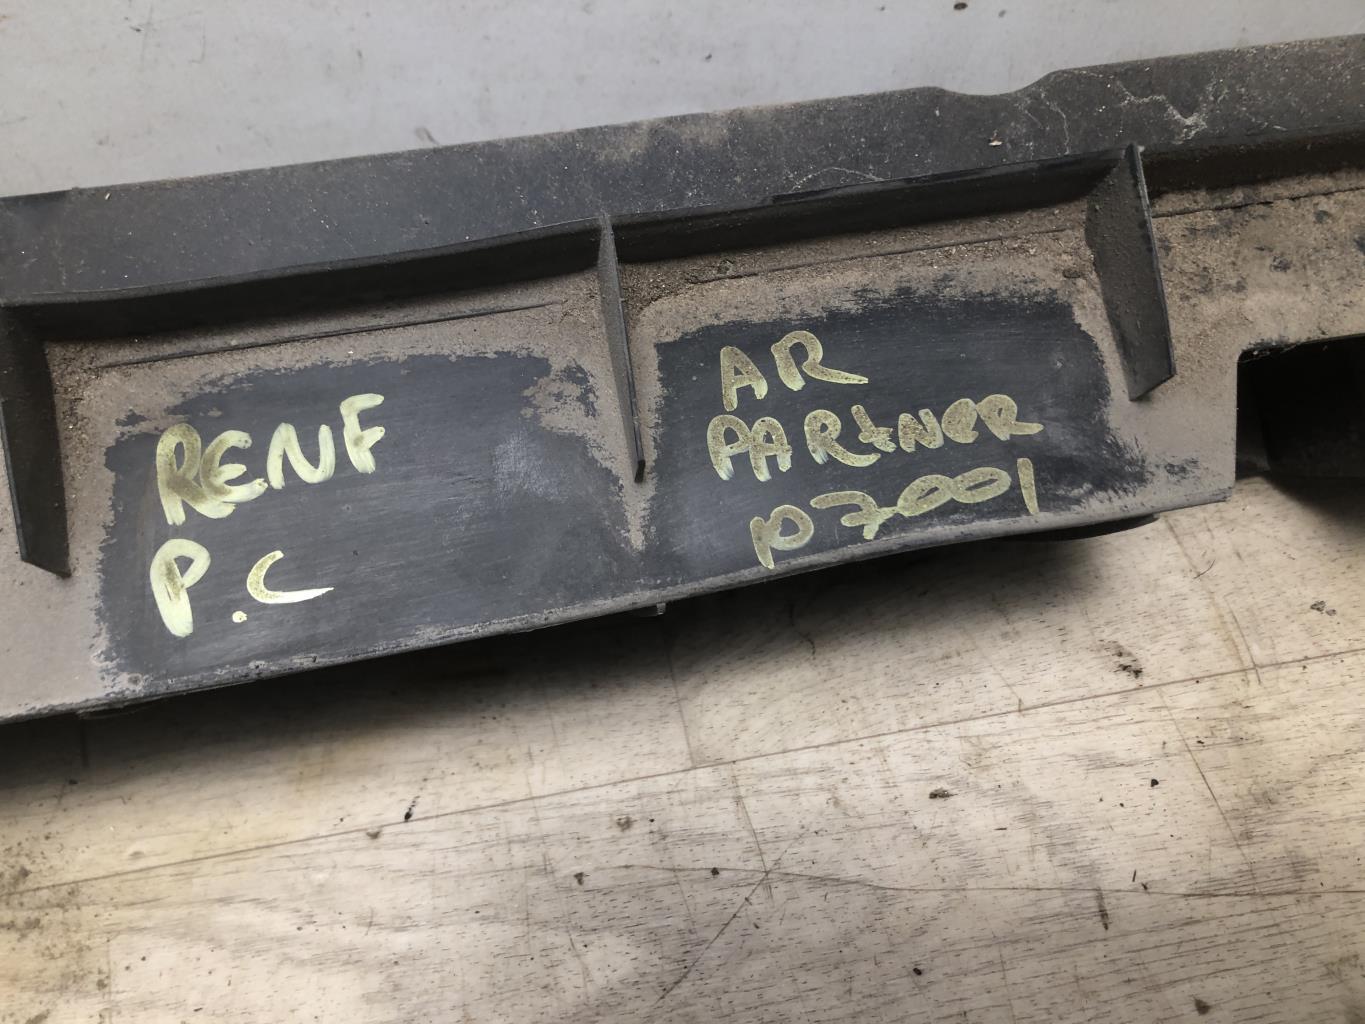 RENF
P.C
AR
PARtNER
P7001